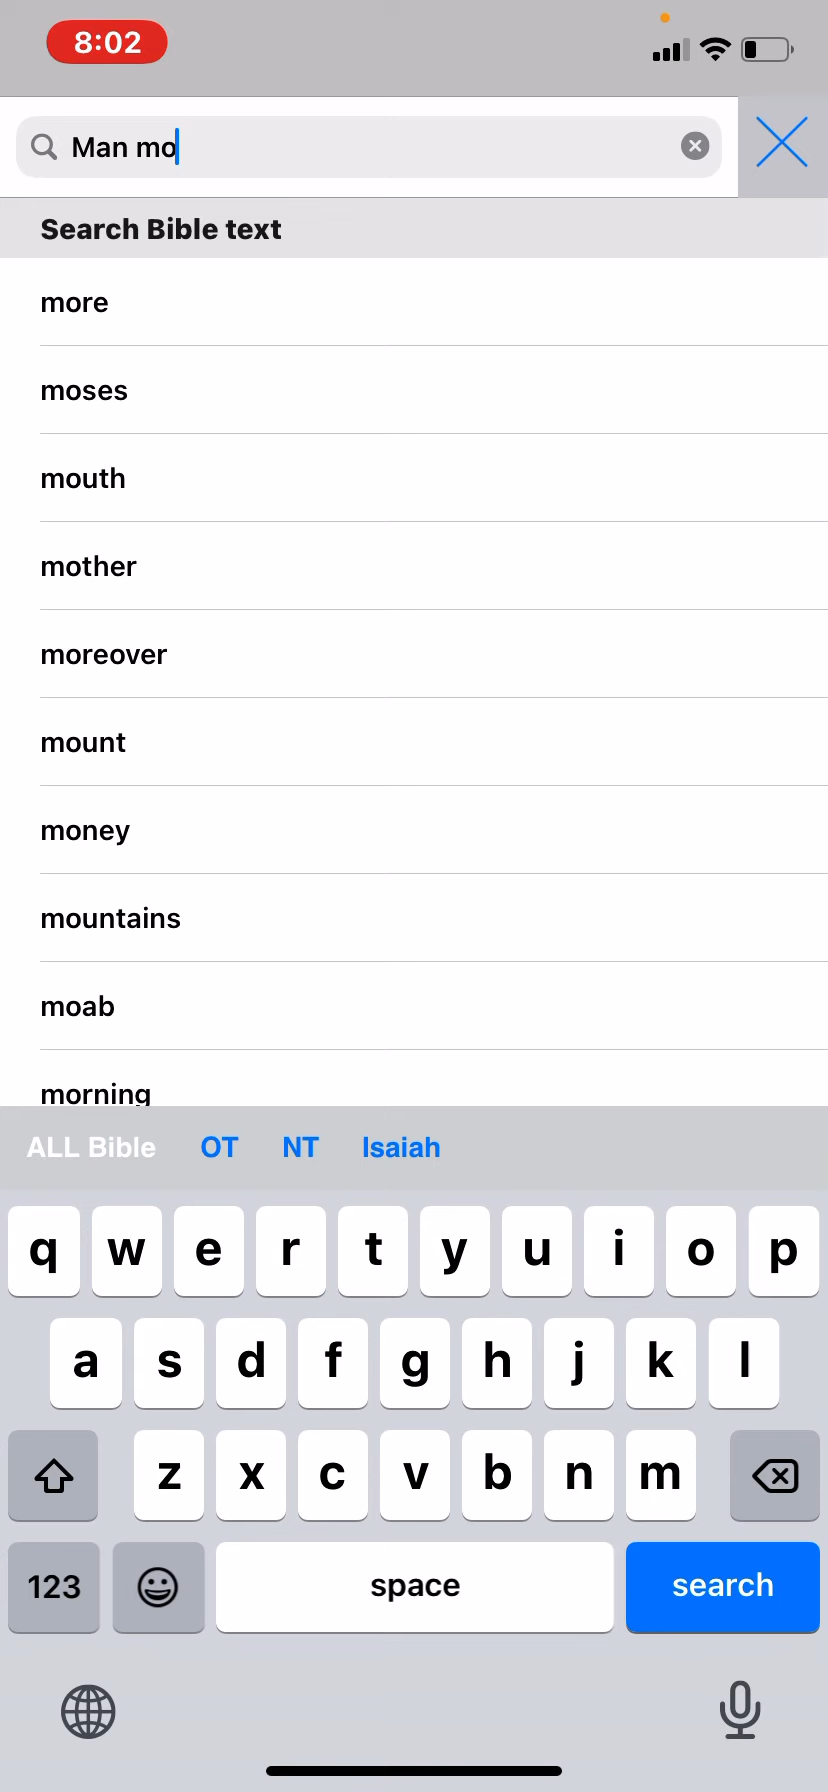 8:02
Man mo
Search Bible text
more
moses
mouth
mother
moreover
mount
money
mountains
moab
morning
ALL Bible OT NT Isaiah
q w e r t y u i o p
a s d f g h j k l
z x c v b n m
123 space search